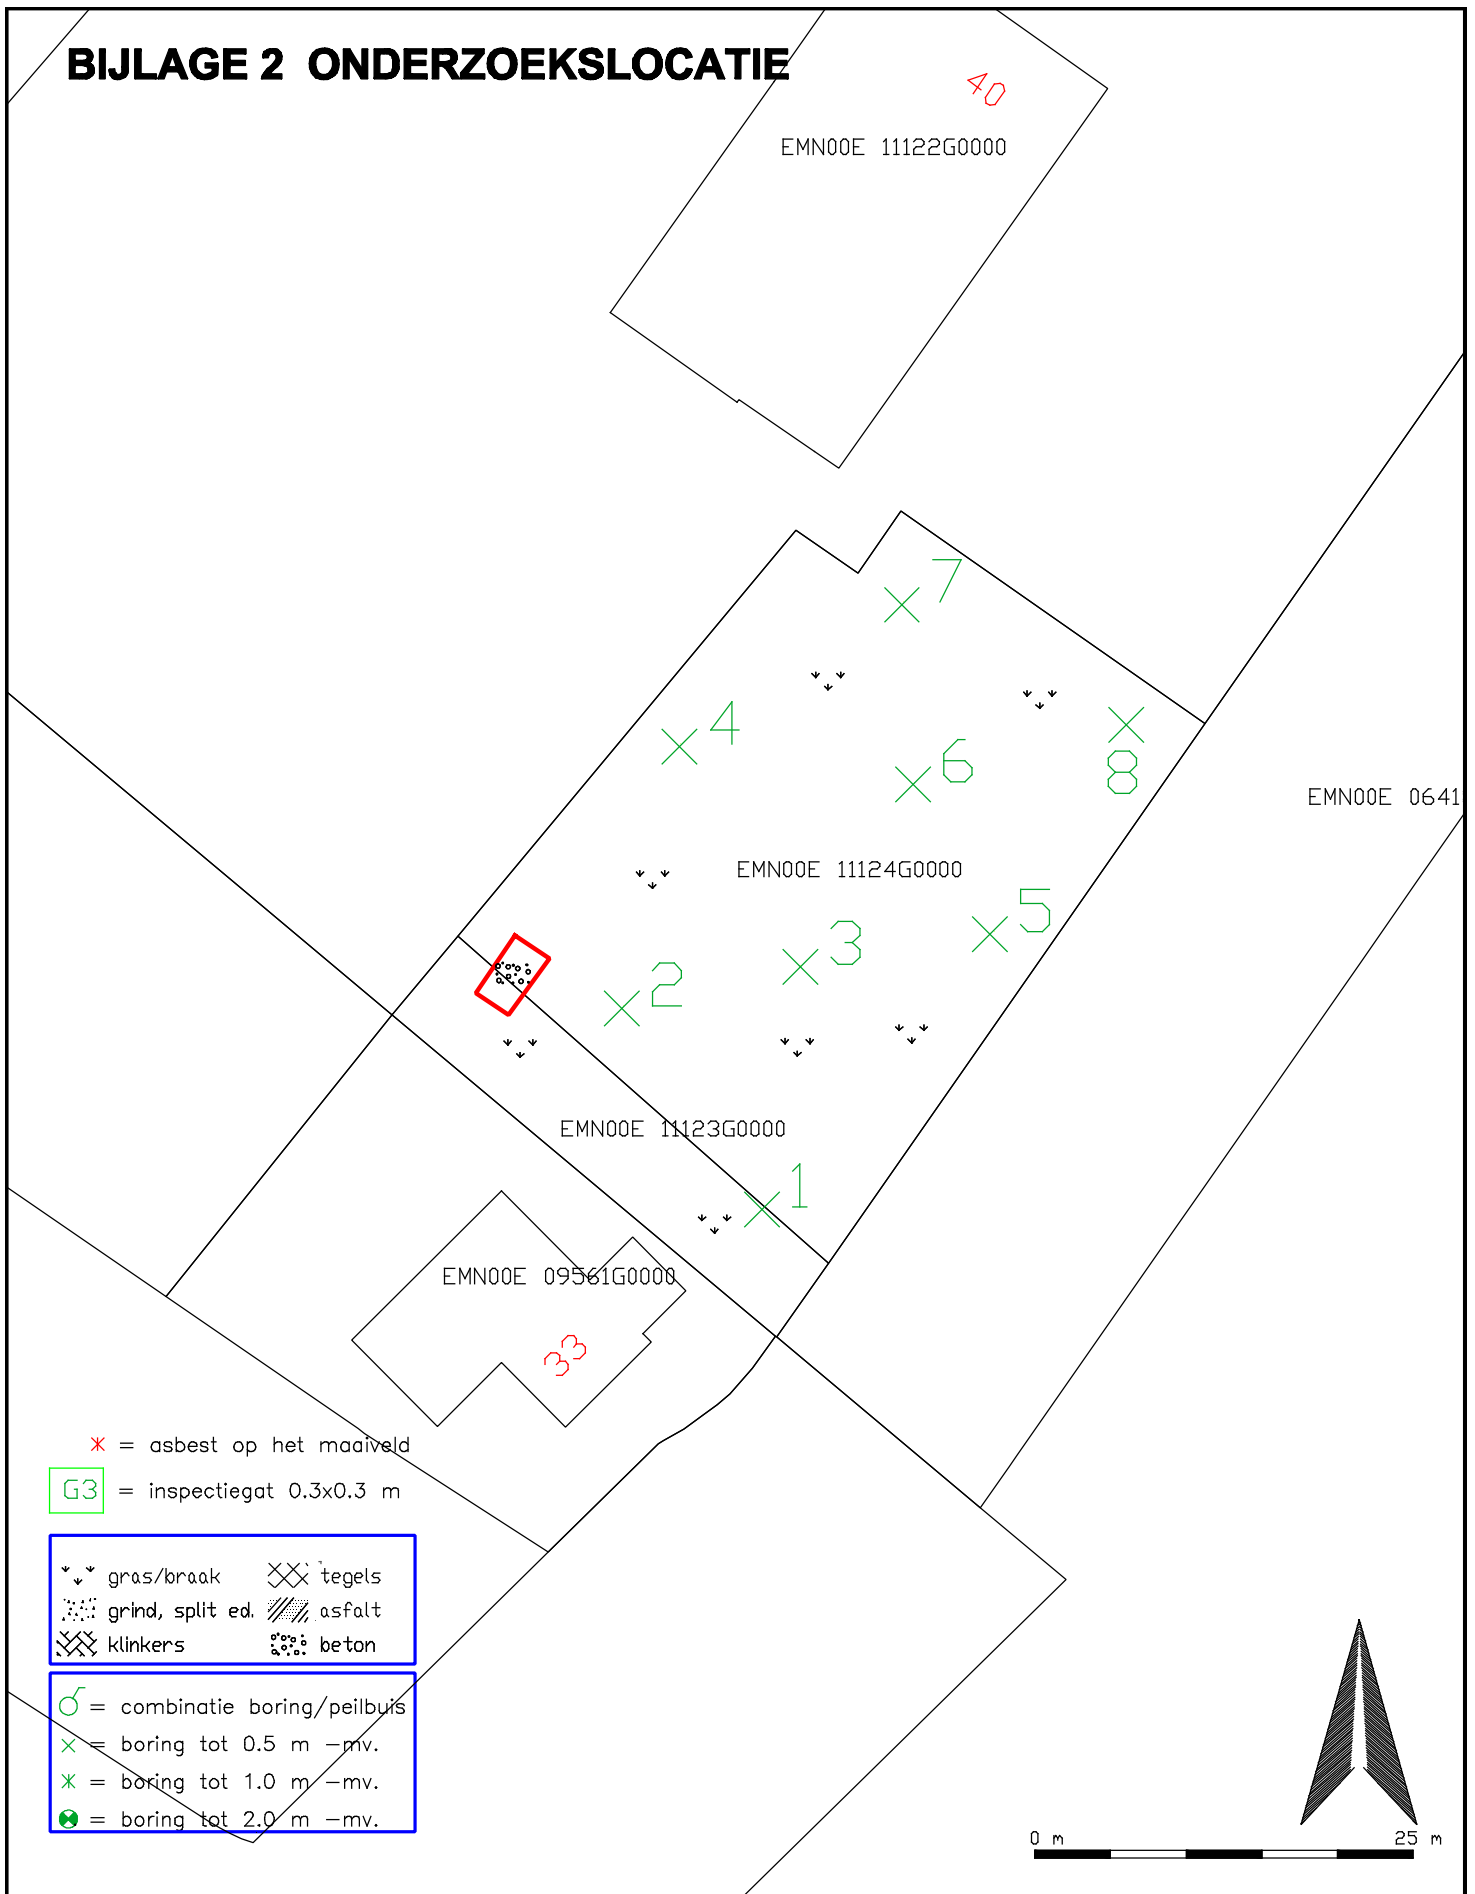 BIJLAGE 2 ONDERZOEKSLOCATIE
40
EMN00E 11122G0000
7
4
6
8
EMN00E 0641
EMN00E 11124G0000
5
3
2
EMN00E 11123G0000
1
EMN00E 09561G0000
33
= asbest op het maaiveld
G3 = inspectiegat 0.3x0.3 m
gras/braak tegels
grind, split ed. asfalt
klinkers beton
= combinatie boring/peilbuis
= boring tot 0.5 m -mv.
= boring tot 1.0 m -mv.
= boring tot 2.0 m -mv.
0 m 25 m